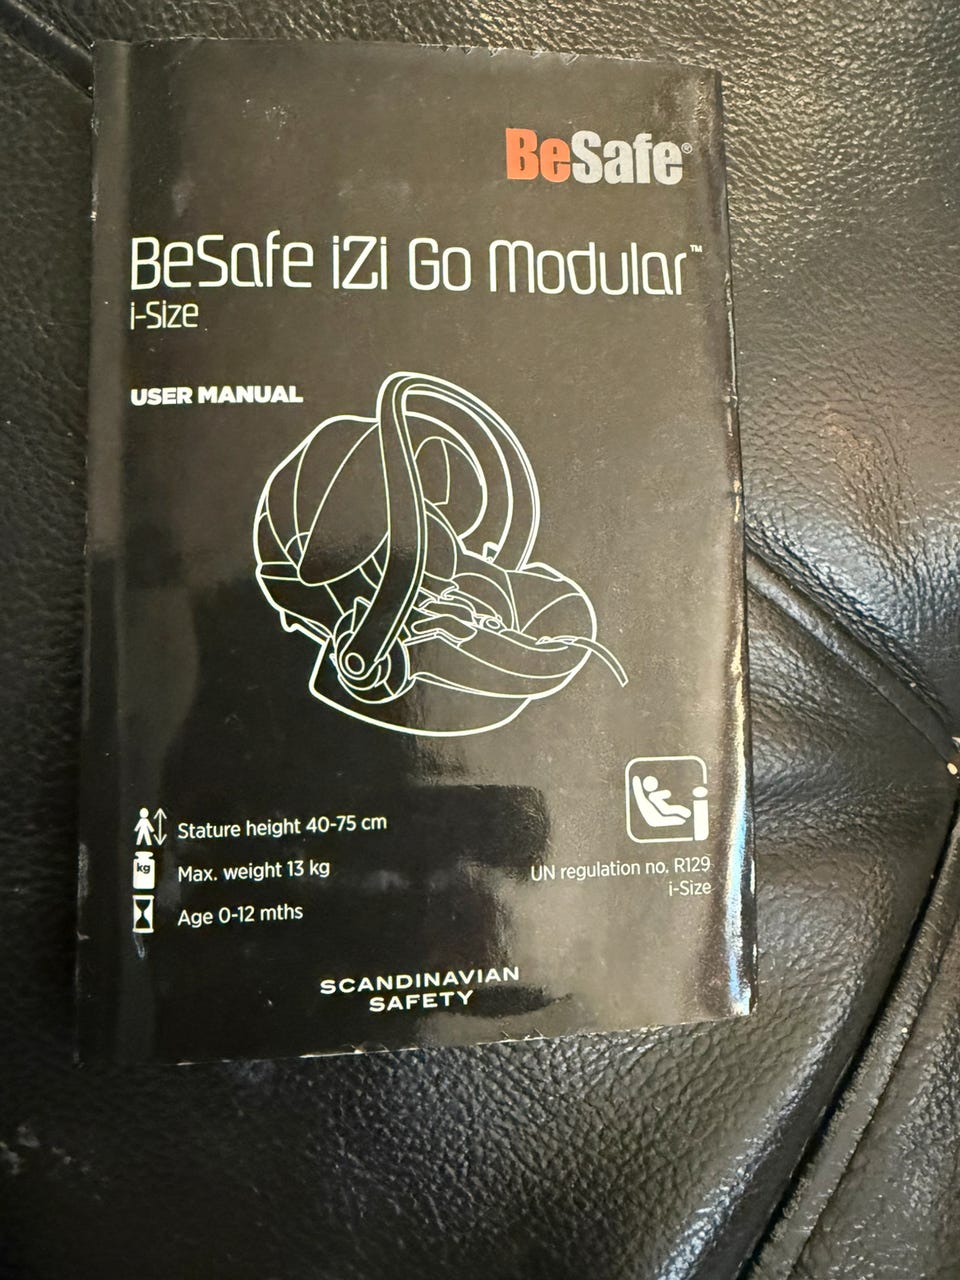 BeSafe®
BeSafe iZi Go Modular™
i-Size
USER MANUAL
Stature height 40-75 cm
kg
Max. weight 13 kg
Age 0-12 mths
i
UN regulation no. R129
i-Size
SCANDINAVIAN
SAFETY